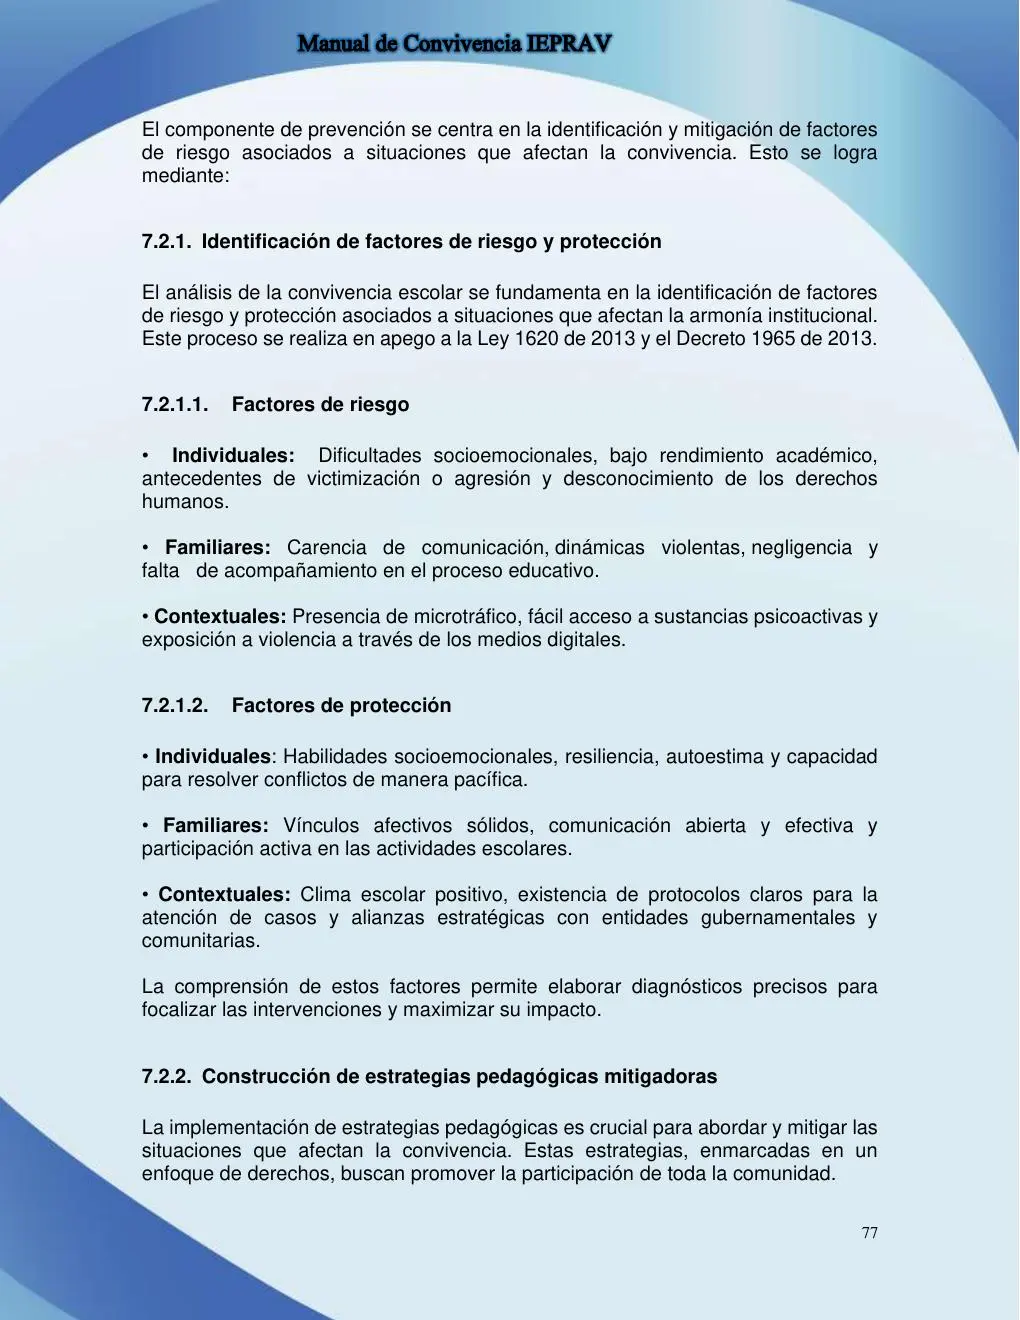 Manual de Convivencia IEPRAV
El componente de prevención se centra en la identificación y mitigación de factores
de riesgo asociados a situaciones que afectan la convivencia. Esto se logra
mediante:
7.2.1. Identificación de factores de riesgo y protección
El análisis de la convivencia escolar se fundamenta en la identificación de factores
de riesgo y protección asociados a situaciones que afectan la armonía institucional.
Este proceso se realiza en apego a la Ley 1620 de 2013 y el Decreto 1965 de 2013.
7.2.1.1. Factores de riesgo
• Individuales: Dificultades socioemocionales, bajo rendimiento académico,
antecedentes de victimización o agresión y desconocimiento de los derechos
humanos.
• Familiares: Carencia de comunicación, dinámicas violentas, negligencia y
falta de acompañamiento en el proceso educativo.
• Contextuales: Presencia de microtráfico, fácil acceso a sustancias psicoactivas y
exposición a violencia a través de los medios digitales.
7.2.1.2. Factores de protección
• Individuales: Habilidades socioemocionales, resiliencia, autoestima y capacidad
para resolver conflictos de manera pacífica.
• Familiares: Vínculos afectivos sólidos, comunicación abierta y efectiva y
participación activa en las actividades escolares.
• Contextuales: Clima escolar positivo, existencia de protocolos claros para la
atención de casos y alianzas estratégicas con entidades gubernamentales y
comunitarias.
La comprensión de estos factores permite elaborar diagnósticos precisos para
focalizar las intervenciones y maximizar su impacto.
7.2.2. Construcción de estrategias pedagógicas mitigadoras
La implementación de estrategias pedagógicas es crucial para abordar y mitigar las
situaciones que afectan la convivencia. Estas estrategias, enmarcadas en un
enfoque de derechos, buscan promover la participación de toda la comunidad.
77